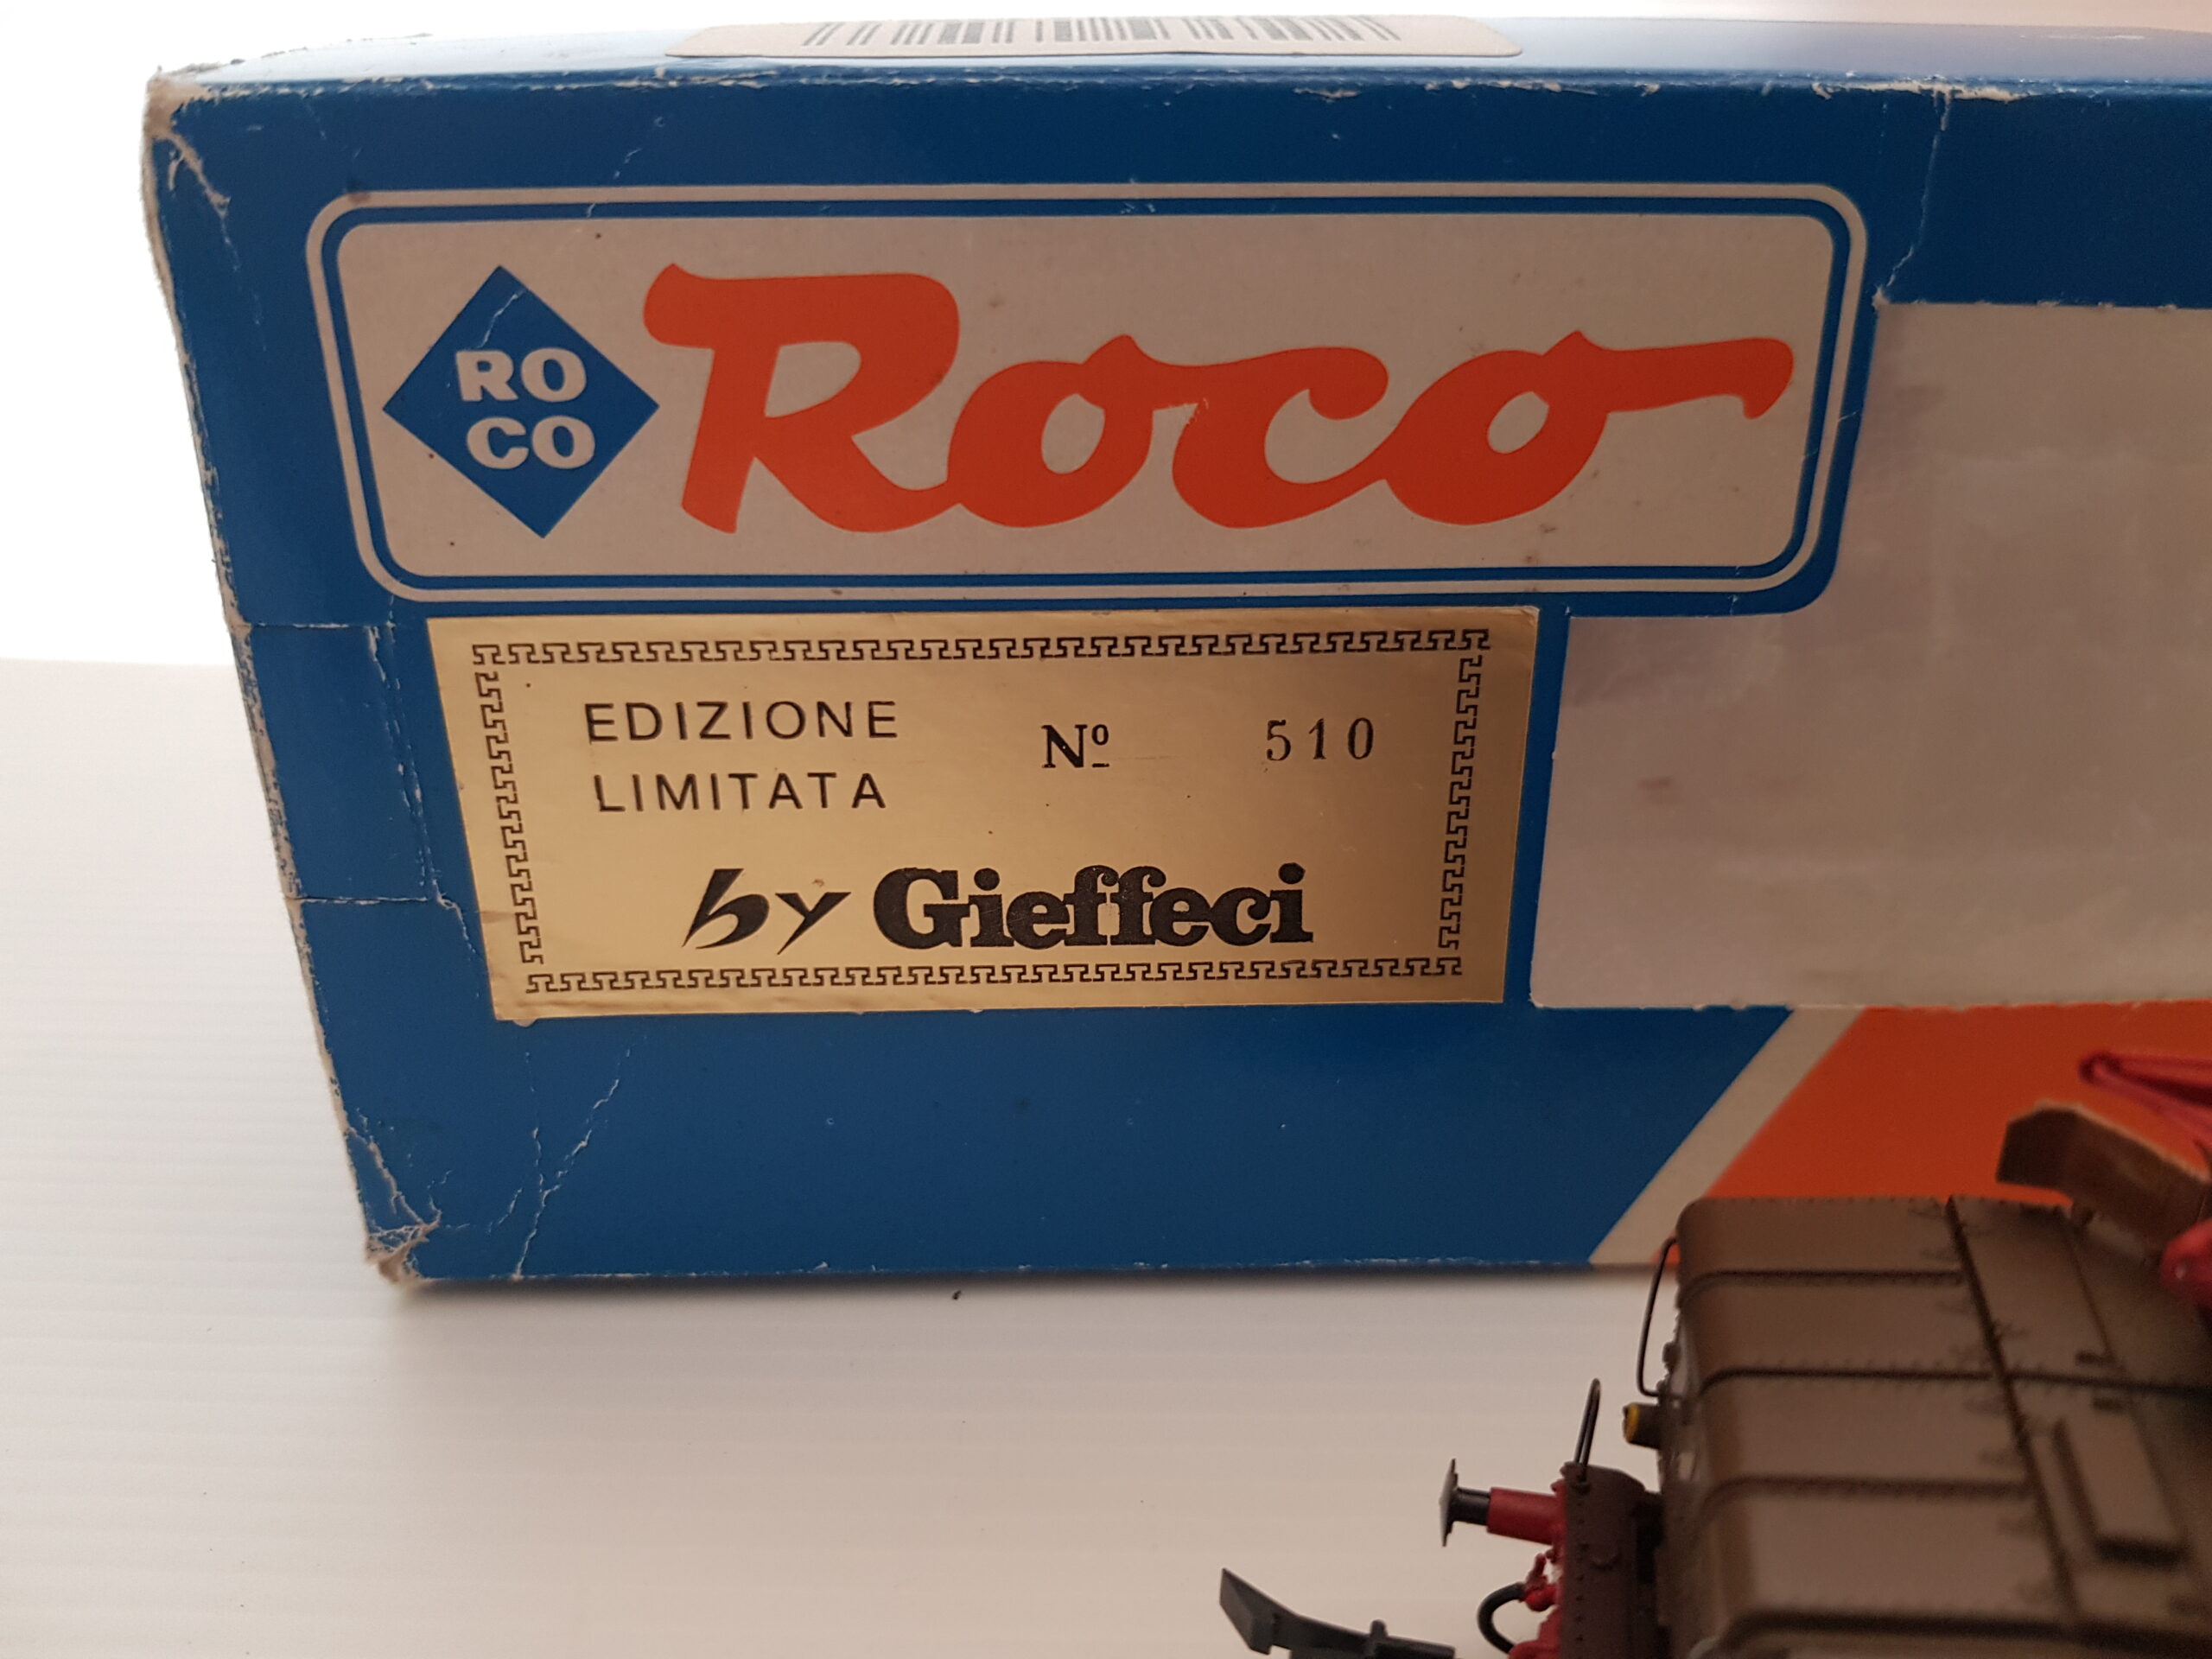 RO
CO
Roco
EDIZIONE
LIMITATA
Nº 510
by Gieffeci